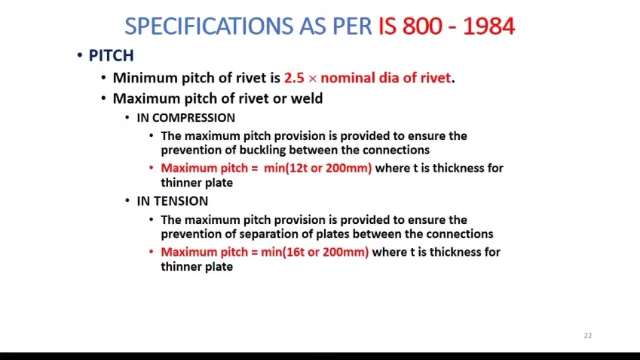 SPECIFICATIONS AS PER IS 800 - 1984
• PITCH
• Minimum pitch of rivet is 2.5 × nominal dia of rivet.
• Maximum pitch of rivet or weld
• IN COMPRESSION
• The maximum pitch provision is provided to ensure the
prevention of buckling between the connections
• Maximum pitch = min(12t or 200mm) where t is thickness for
thinner plate
• IN TENSION
• The maximum pitch provision is provided to ensure the
prevention of separation of plates between the connections
• Maximum pitch = min(16t or 200mm) where t is thickness for
thinner plate
22